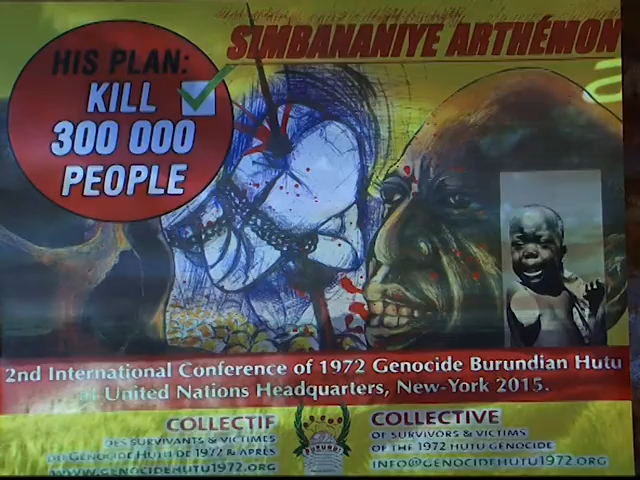 SIMBANANIYE ARTHÉMON
HIS PLAN:
KILL
300 000
PEOPLE
2nd International Conference of 1972 Genocide Burundian Hutu
at United Nations Headquarters, New-York 2015.
COLLECTIF
DES SURVIVANTS & VICTIMES
DU GENOCIDE HUTU DE 1972 & APRÈS
WWW.GENOCIDEHUTU1972.ORG
BURUNDI
COLLECTIVE
OF SURVIVORS & VICTIMS
OF THE 1972 HUTU GENOCIDE
INFO@GENOCIDEHUTU1972.ORG